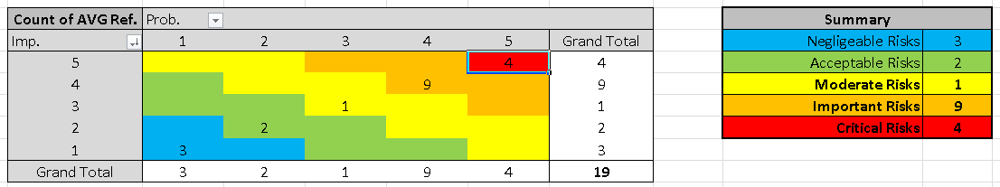 Count of AVG Ref. Prob. Summary
Imp. 1 2 3 4 5 Grand Total Negligeable Risks 3
5 4 4 Acceptable Risks 2
4 9 9 Moderate Risks 1
3 1 1 Important Risks 9
2 2 2 Critical Risks 4
1 3 3
Grand Total 3 2 1 9 4 19